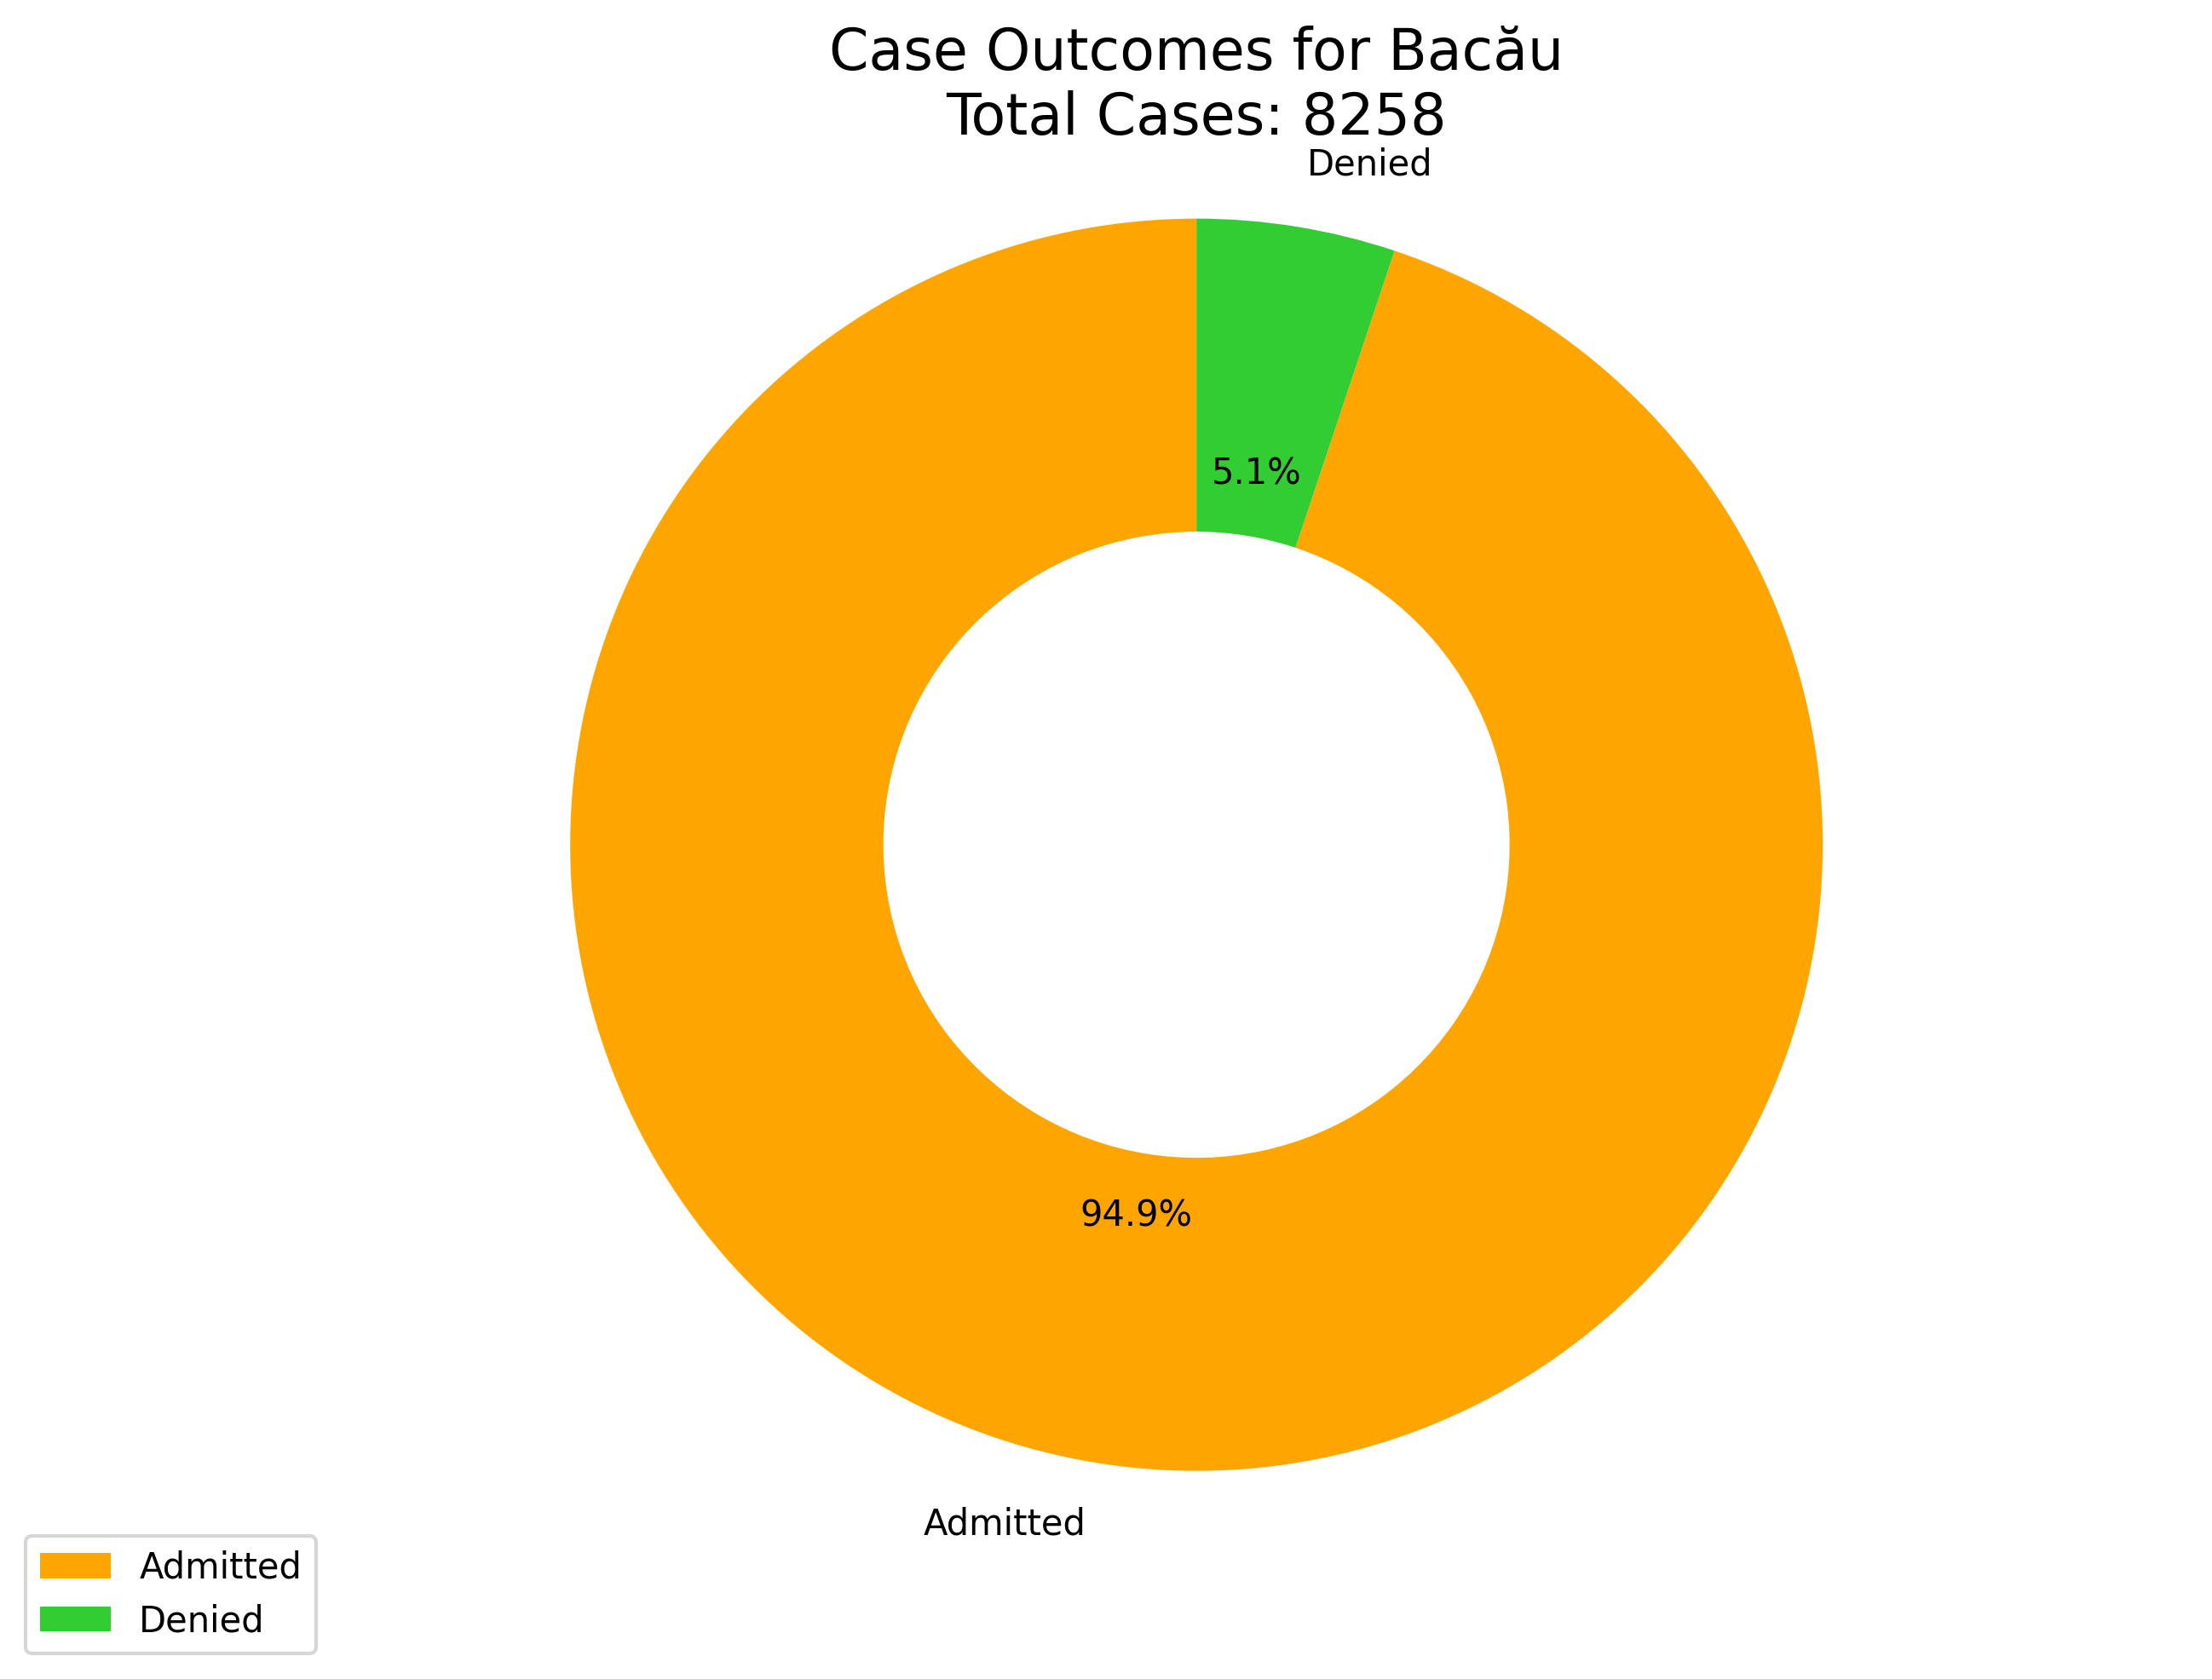 Case Outcomes for Bacău
Total Cases: 8258
Denied
5.1%
94.9%
Admitted
Admitted
Denied